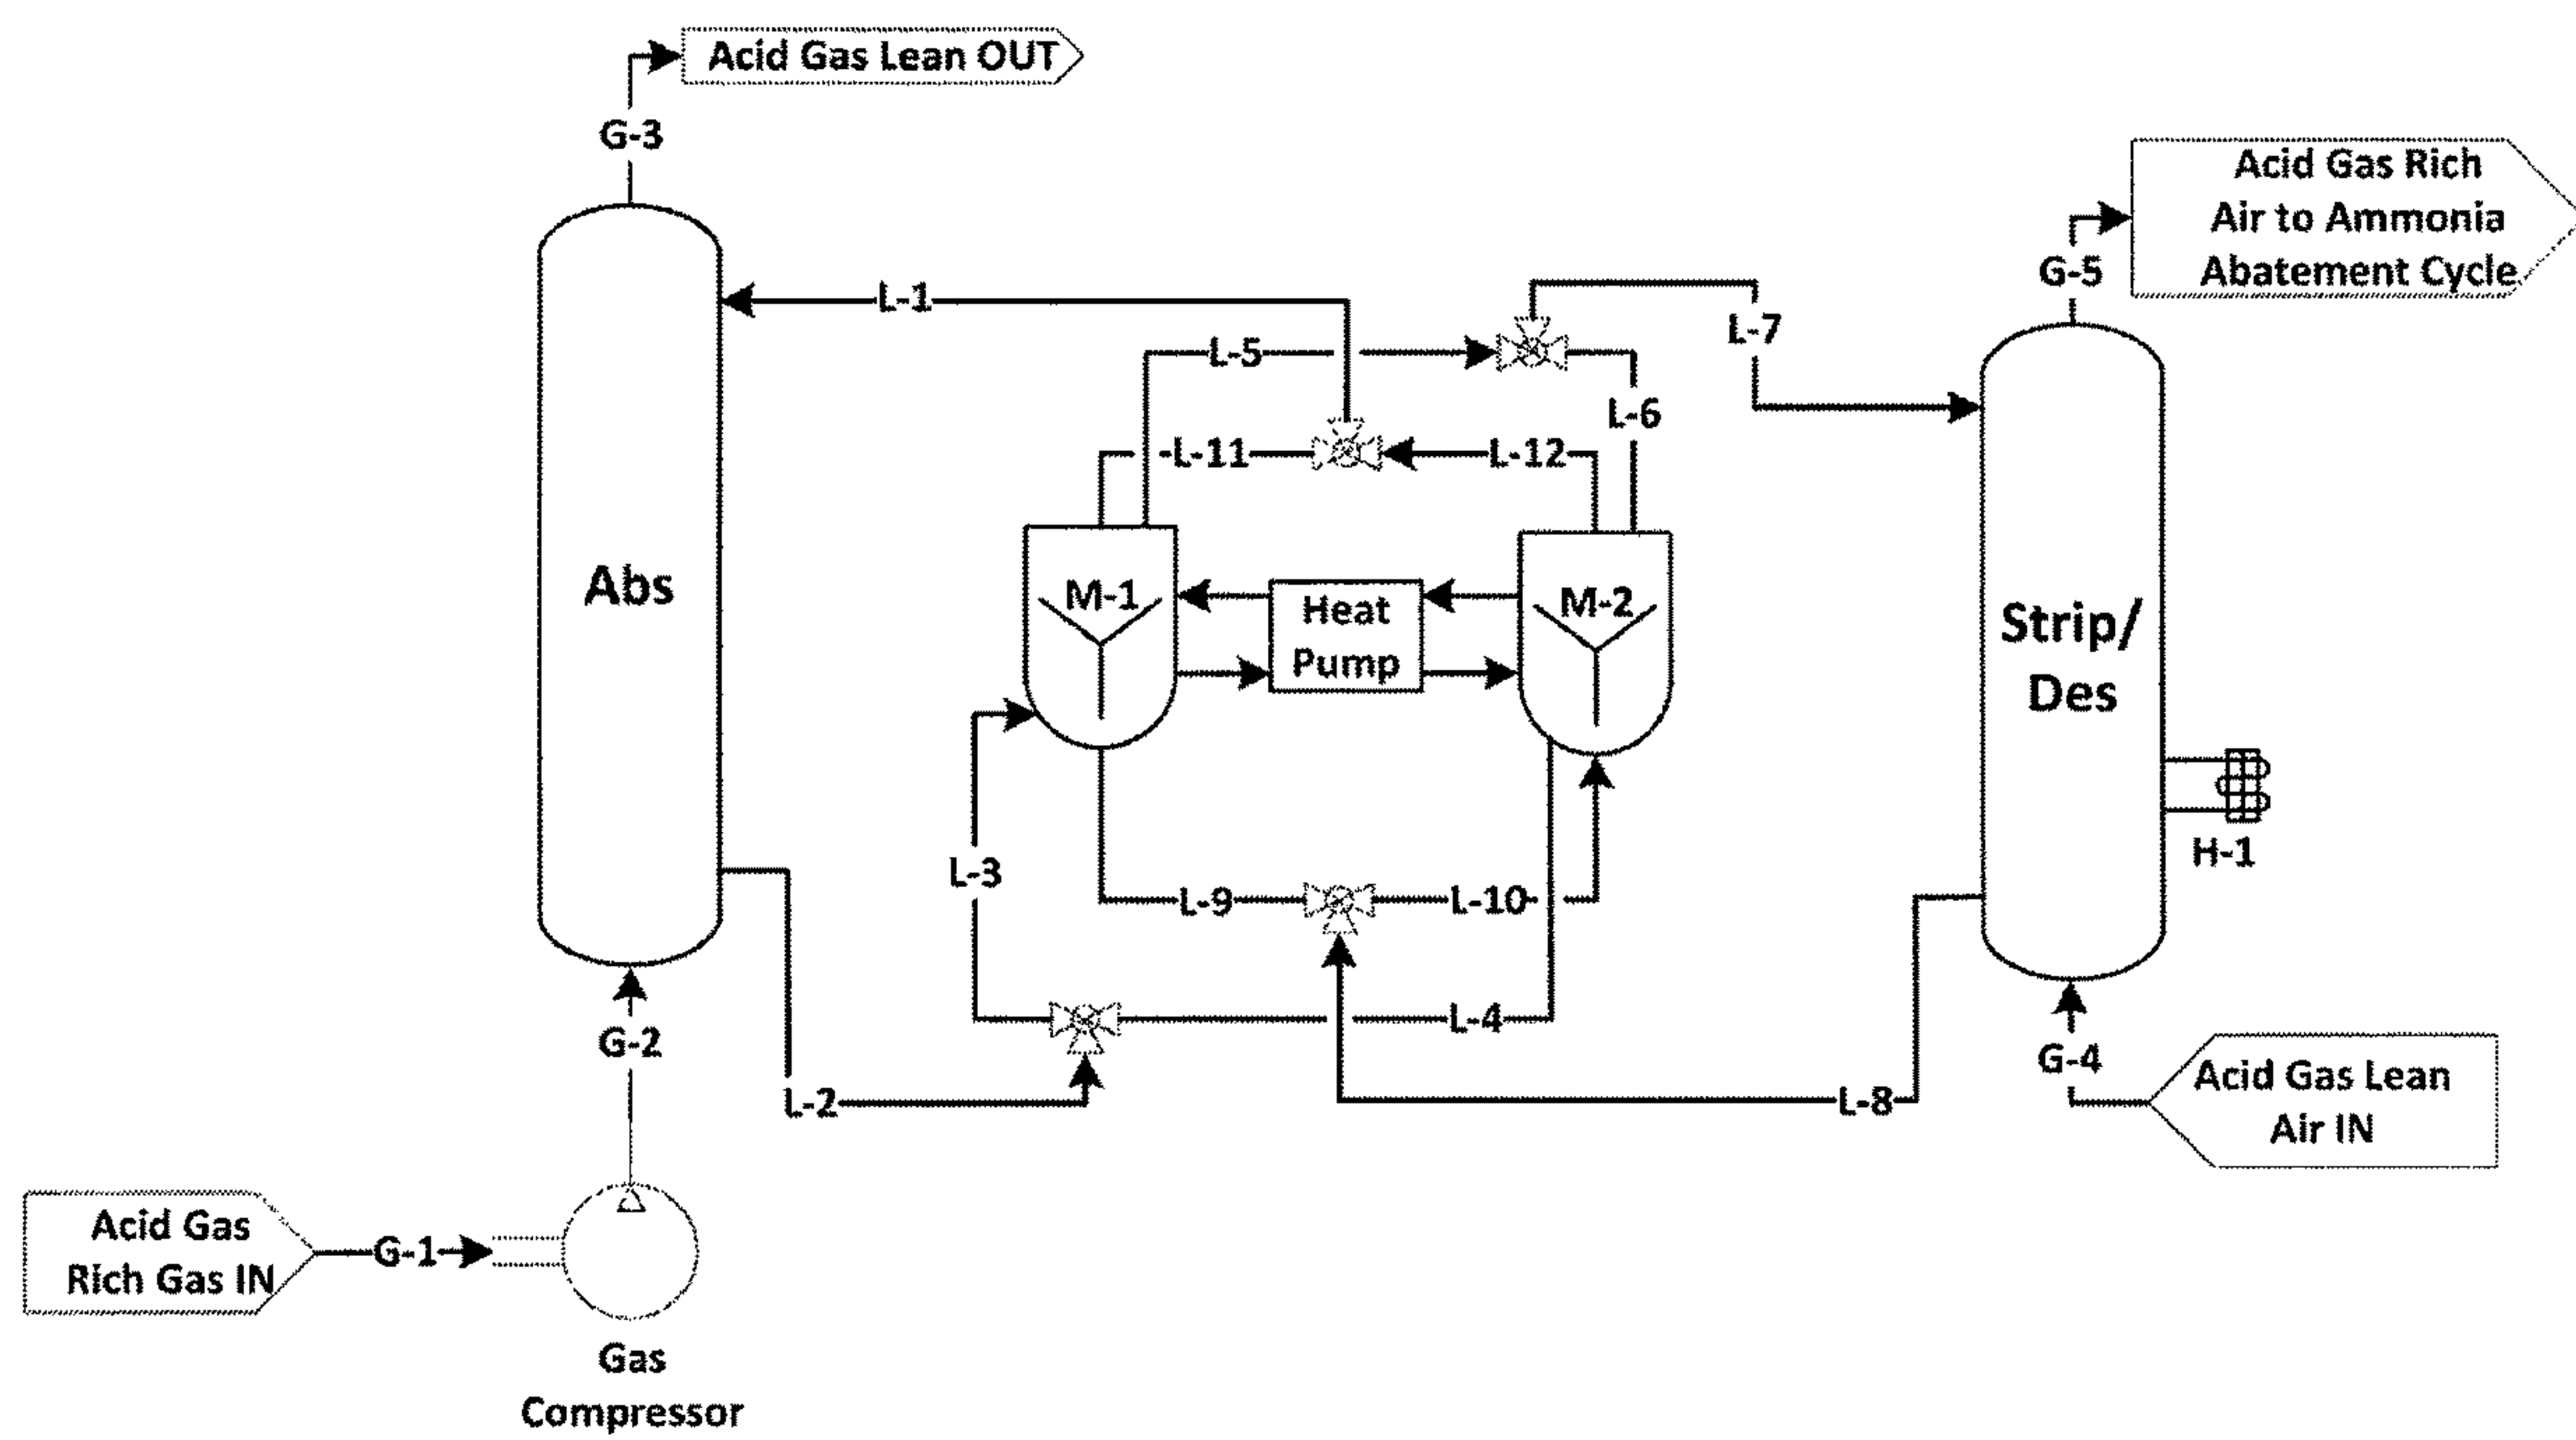 Acid Gas Lean OUT
G-3
Acid Gas Rich
Air to Ammonia
Abatement Cycle
G-5
L-1
L-5
L-7
L-6
L-11
L-12
Abs
M-1
Heat
Pump
M-2
Strip/
Des
H-1
L-3
L-9
L-10
G-2
L-4
L-2
L-8
G-4
Acid Gas Lean
Air IN
Acid Gas
Rich Gas IN
G-1
Gas
Compressor